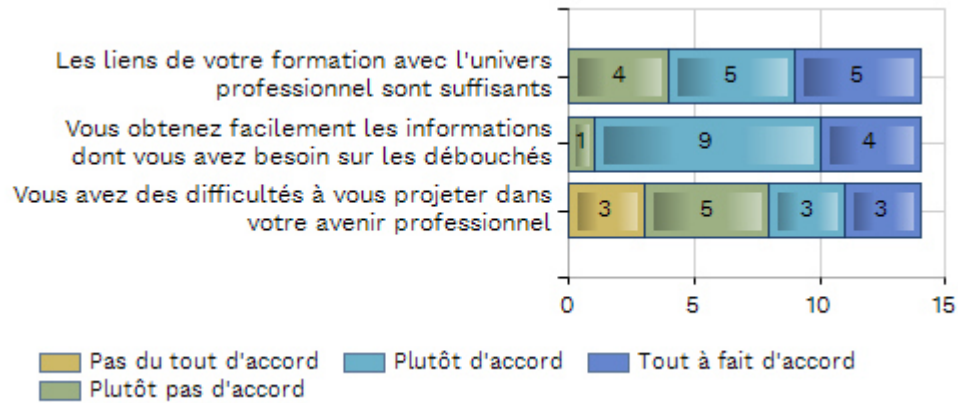 Les liens de votre formation avec l'univers
professionnel sont suffisants
4 5 5
Vous obtenez facilement les informations
dont vous avez besoin sur les débouchés
1 9 4
Vous avez des difficultés à vous projeter dans
votre avenir professionnel
3 5 3 3
0 5 10 15
Pas du tout d'accord Plutôt d'accord Tout à fait d'accord
Plutôt pas d'accord